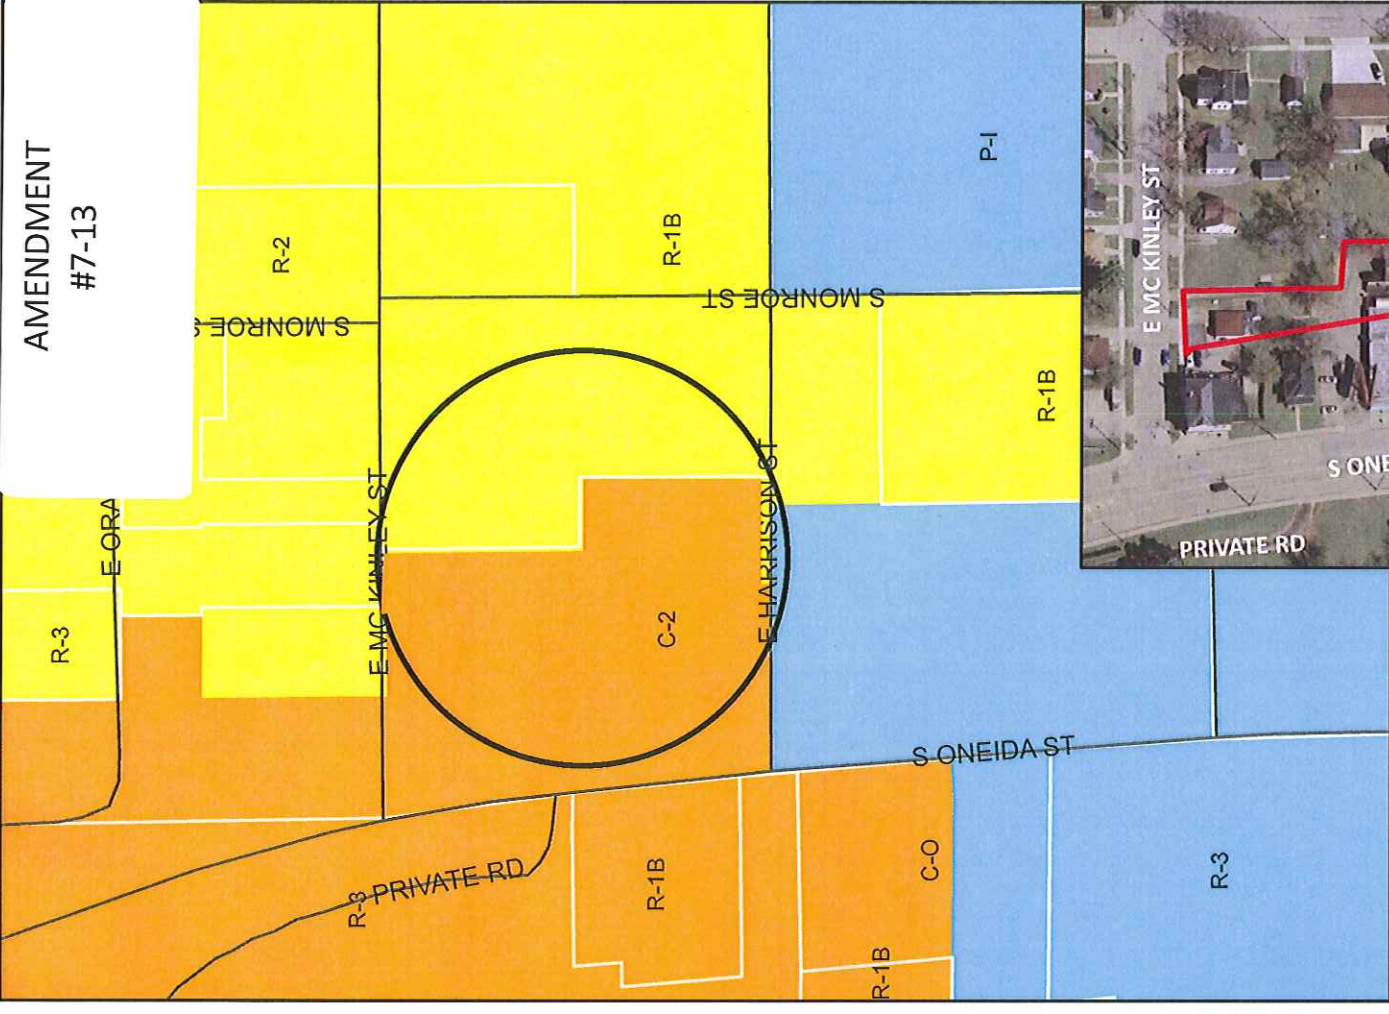 AMENDMENT
#7-13
R-2
S MONROE S
R-1B
S MONROE ST
P-I
R-1B
E ORA
R-3
E MC KINLEY ST
C-2
E HARRISON ST
S ONEIDA ST
R-3
PRIVATE RD
R-1B
C-O
R-1B
R-3
E MC KINLEY ST
S ONE
PRIVATE RD